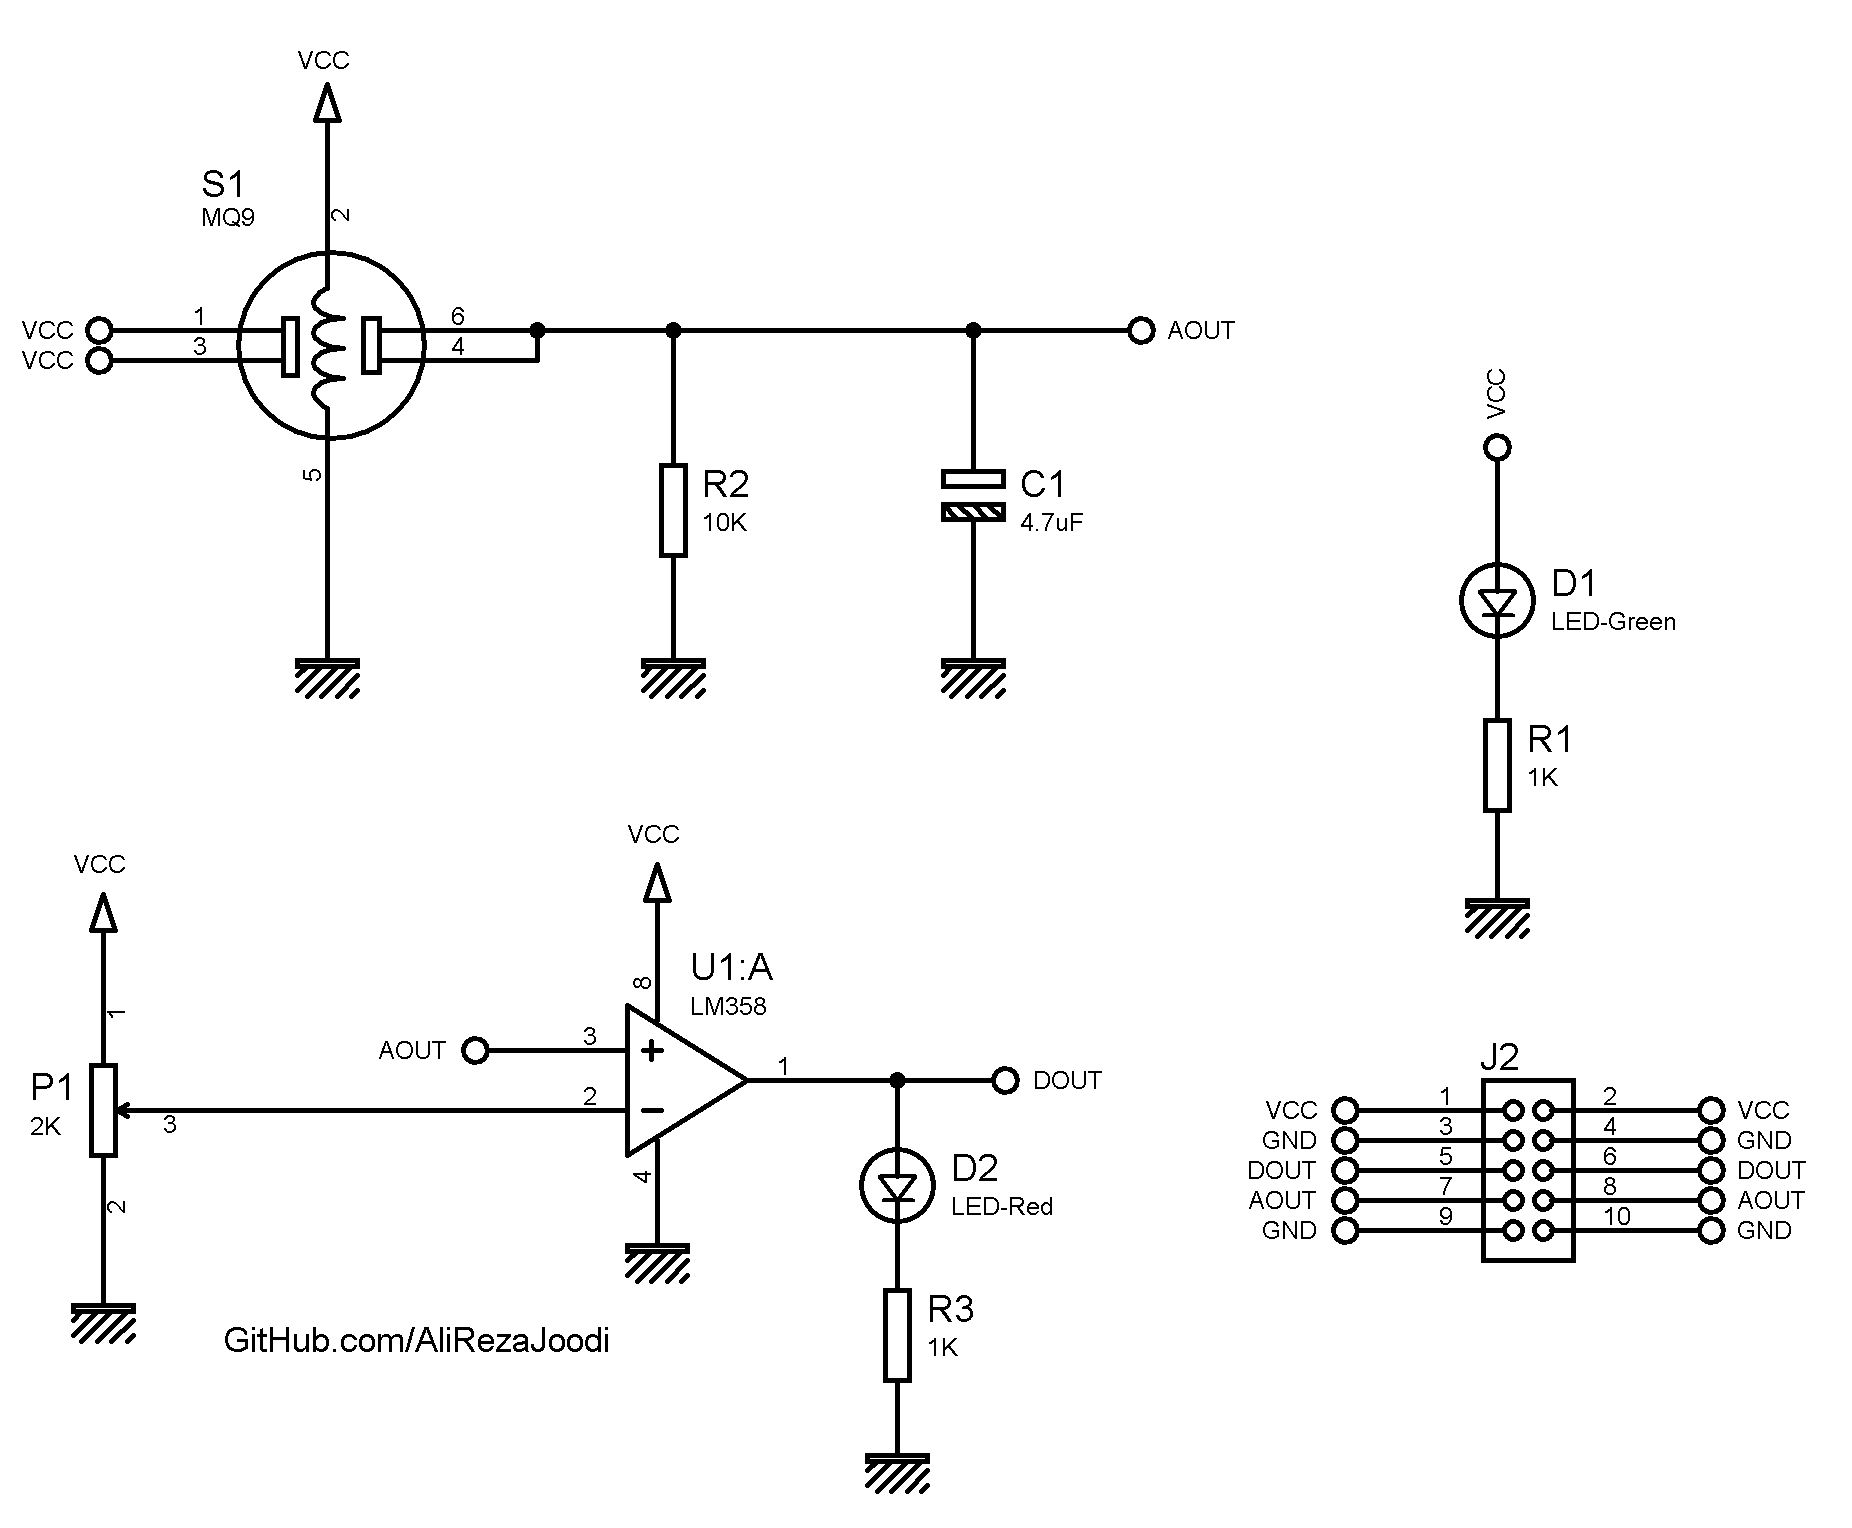 VCC
S1
MQ9
2
VCC
1
6
AOUT
VCC
3
4
5
R2
10K
C1
4.7uF
VCC
D1
LED-Green
R1
1K
VCC
1
P1
2K
3
2
VCC
8
U1:A
LM358
AOUT
3
2
4
1
DOUT
D2
LED-Red
R3
1K
J2
VCC 1 2 VCC
GND 3 4 GND
DOUT 5 6 DOUT
AOUT 7 8 AOUT
GND 9 10 GND
GitHub.com/AliRezaJoodi